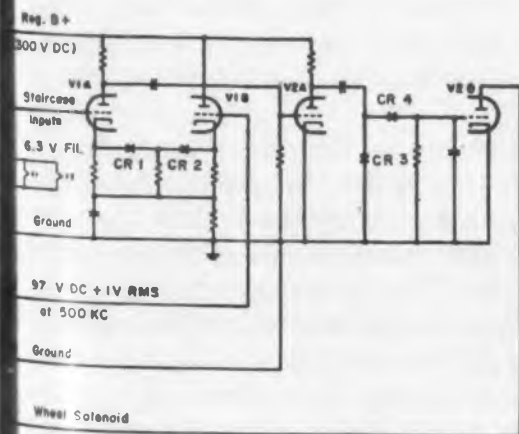 Reg. B+
(300 V DC)
V1A
V1B
V2A
V2B
CR 4
Staircase
Inputs
6.3 V FIL
CR 1
CR 2
CR 3
Ground
97 V DC + 1V RMS
at 500 KC
Ground
Wheel Solenoid